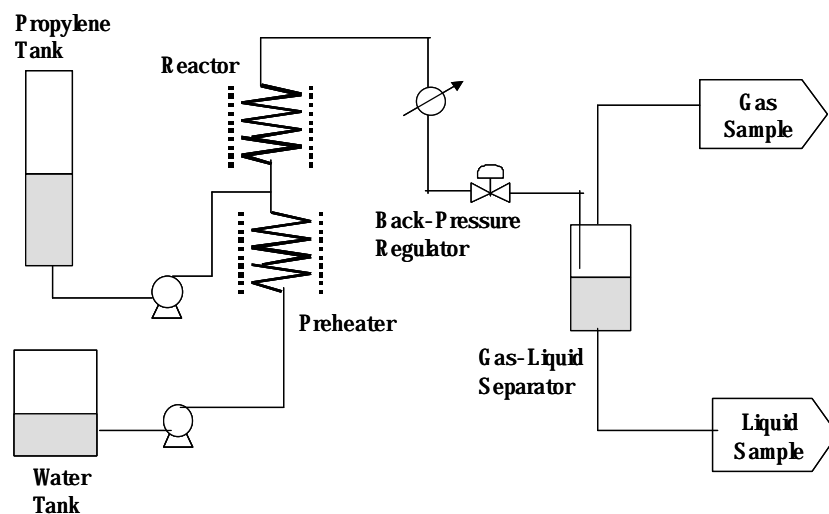 Propylene
Tank
Reactor
Gas
Sample
Back-Pressure
Regulator
Preheater
Gas-Liquid
Separator
Liquid
Sample
Water
Tank